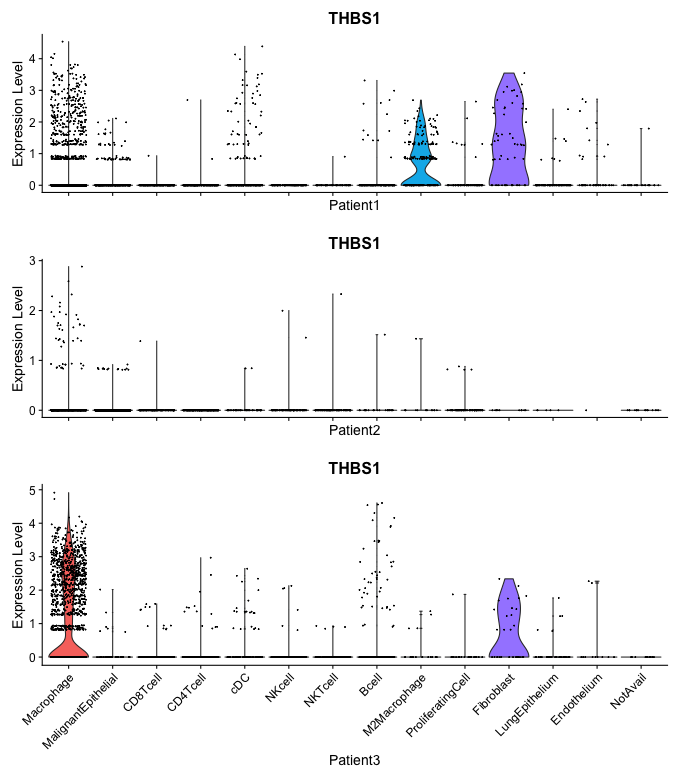 THBS1
Expression Level
4
3
2
1
0
Patient1
THBS1
Expression Level
3
2
1
0
Patient2
THBS1
Expression Level
5
4
3
2
1
0
Macrophage
MalignantEpithelial
CD8Tcell
CD4Tcell
cDC
NKcell
NKTcell
Bcell
M2Macrophage
ProliferatingCell
Fibroblast
LungEpithelium
Endothelium
NotAvail
Patient3